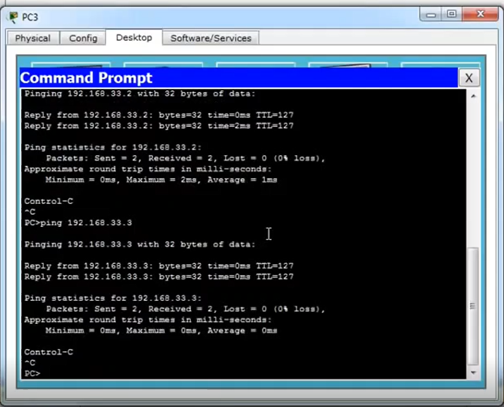 PC3
Physical Config Desktop Software/Services
Command Prompt X
Pinging 192.168.33.2 with 32 bytes of data:
Reply from 192.168.33.2: bytes=32 time=0ms TTL=127
Reply from 192.168.33.2: bytes=32 time=2ms TTL=127
Ping statistics for 192.168.33.2:
Packets: Sent = 2, Received = 2, Lost = 0 (0% loss),
Approximate round trip times in milli-seconds:
Minimum = 0ms, Maximum = 2ms, Average = 1ms
Control-C
^C
PC>ping 192.168.33.3
Pinging 192.168.33.3 with 32 bytes of data:
Reply from 192.168.33.3: bytes=32 time=0ms TTL=127
Reply from 192.168.33.3: bytes=32 time=0ms TTL=127
Ping statistics for 192.168.33.3:
Packets: Sent = 2, Received = 2, Lost = 0 (0% loss),
Approximate round trip times in milli-seconds:
Minimum = 0ms, Maximum = 0ms, Average = 0ms
Control-C
^C
PC>